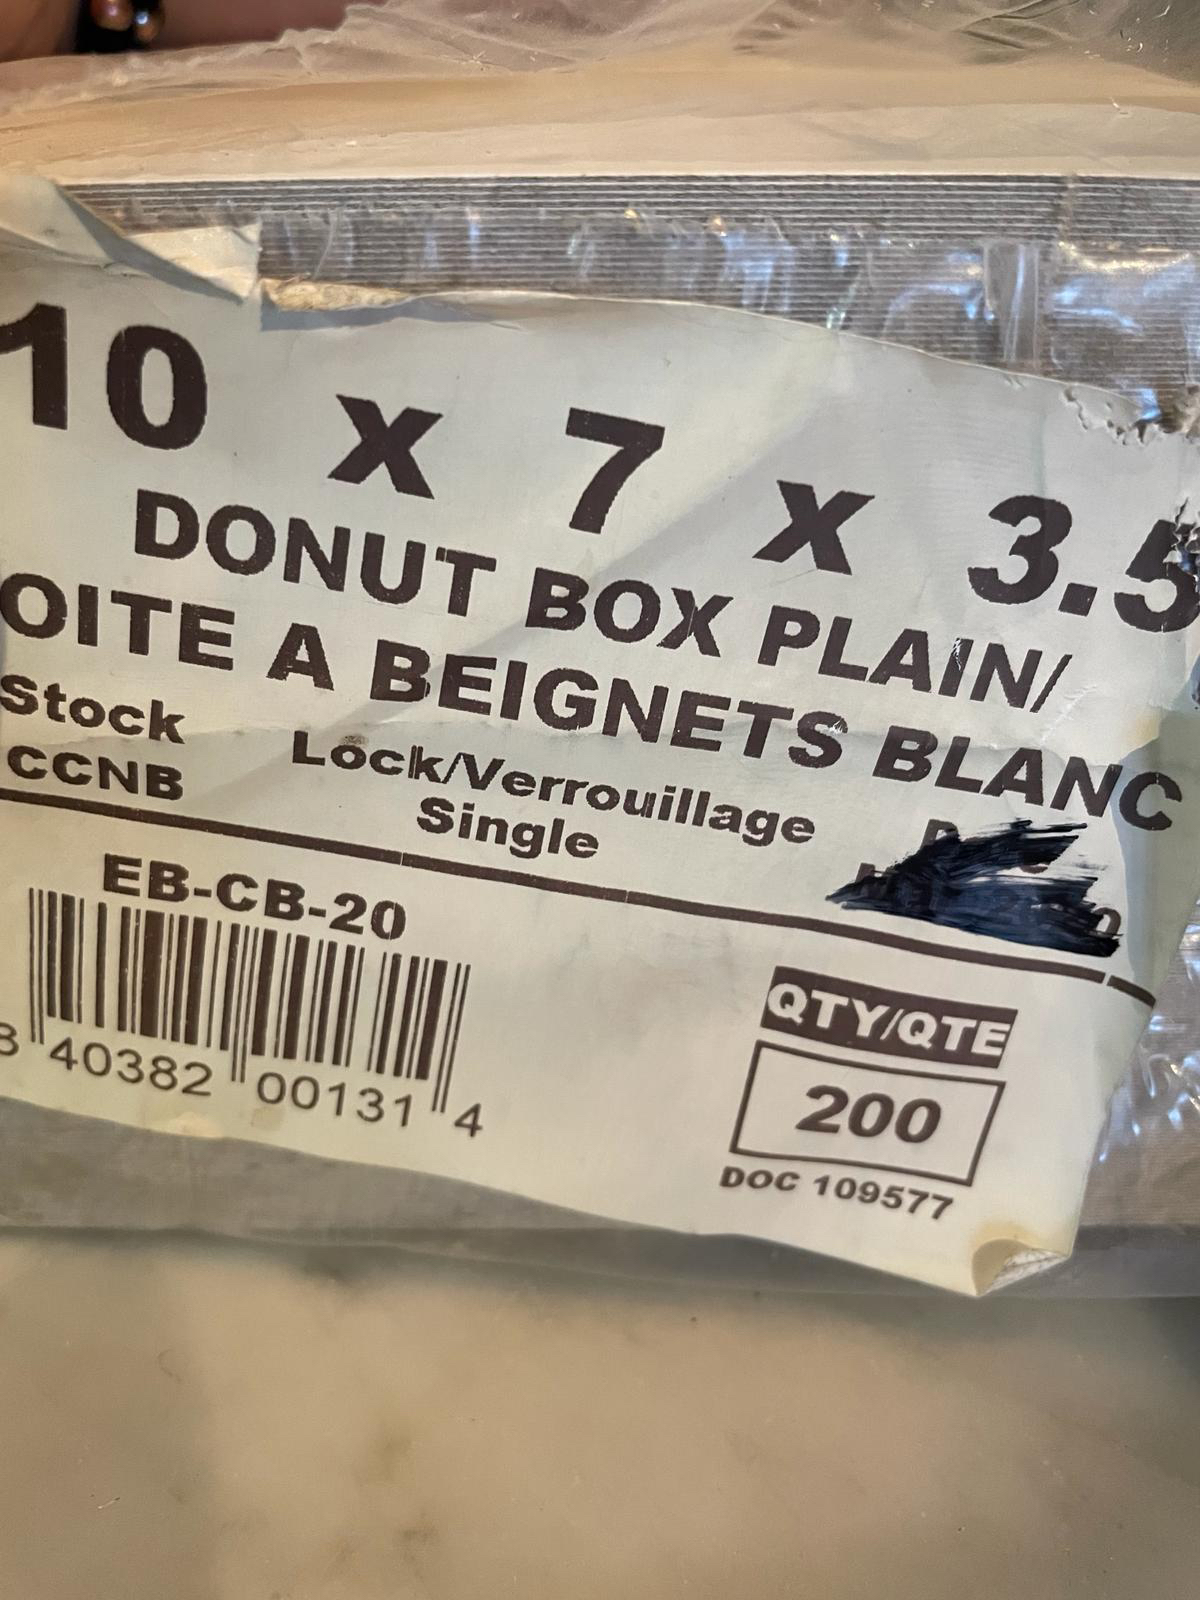 10 x 7 x 3.5
DONUT BOX PLAIN/
OITE A BEIGNETS BLANC
Stock
CCNB
Lock/Verrouillage
Single
EB-CB-20
8 40382 00131 4
QTY/QTE
200
DOC 109577